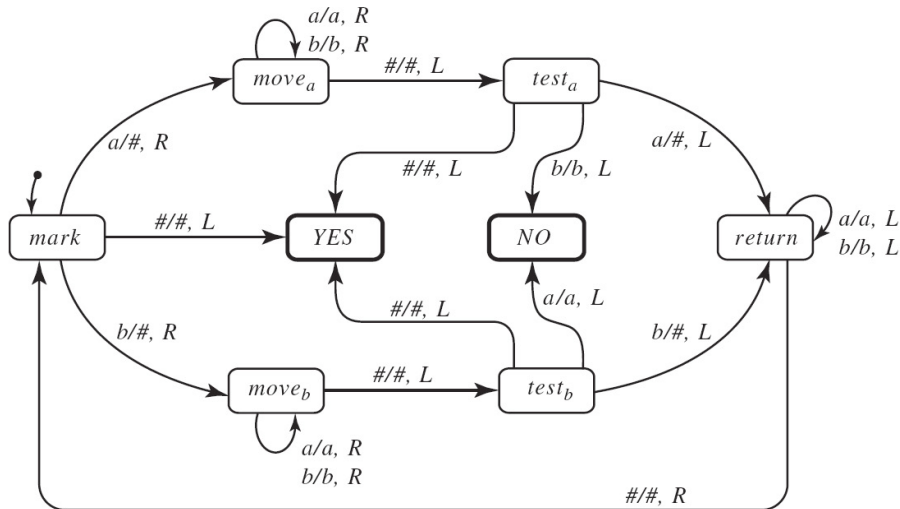 a/a, R
b/b, R
move_a
#/#, L
test_a
a/#, R
#/#, L
b/b, L
a/#, L
mark
#/#, L
YES
NO
return
a/a, L
b/b, L
b/#, R
#/#, L
a/a, L
b/#, L
move_b
#/#, L
test_b
a/a, R
b/b, R
#/#, R